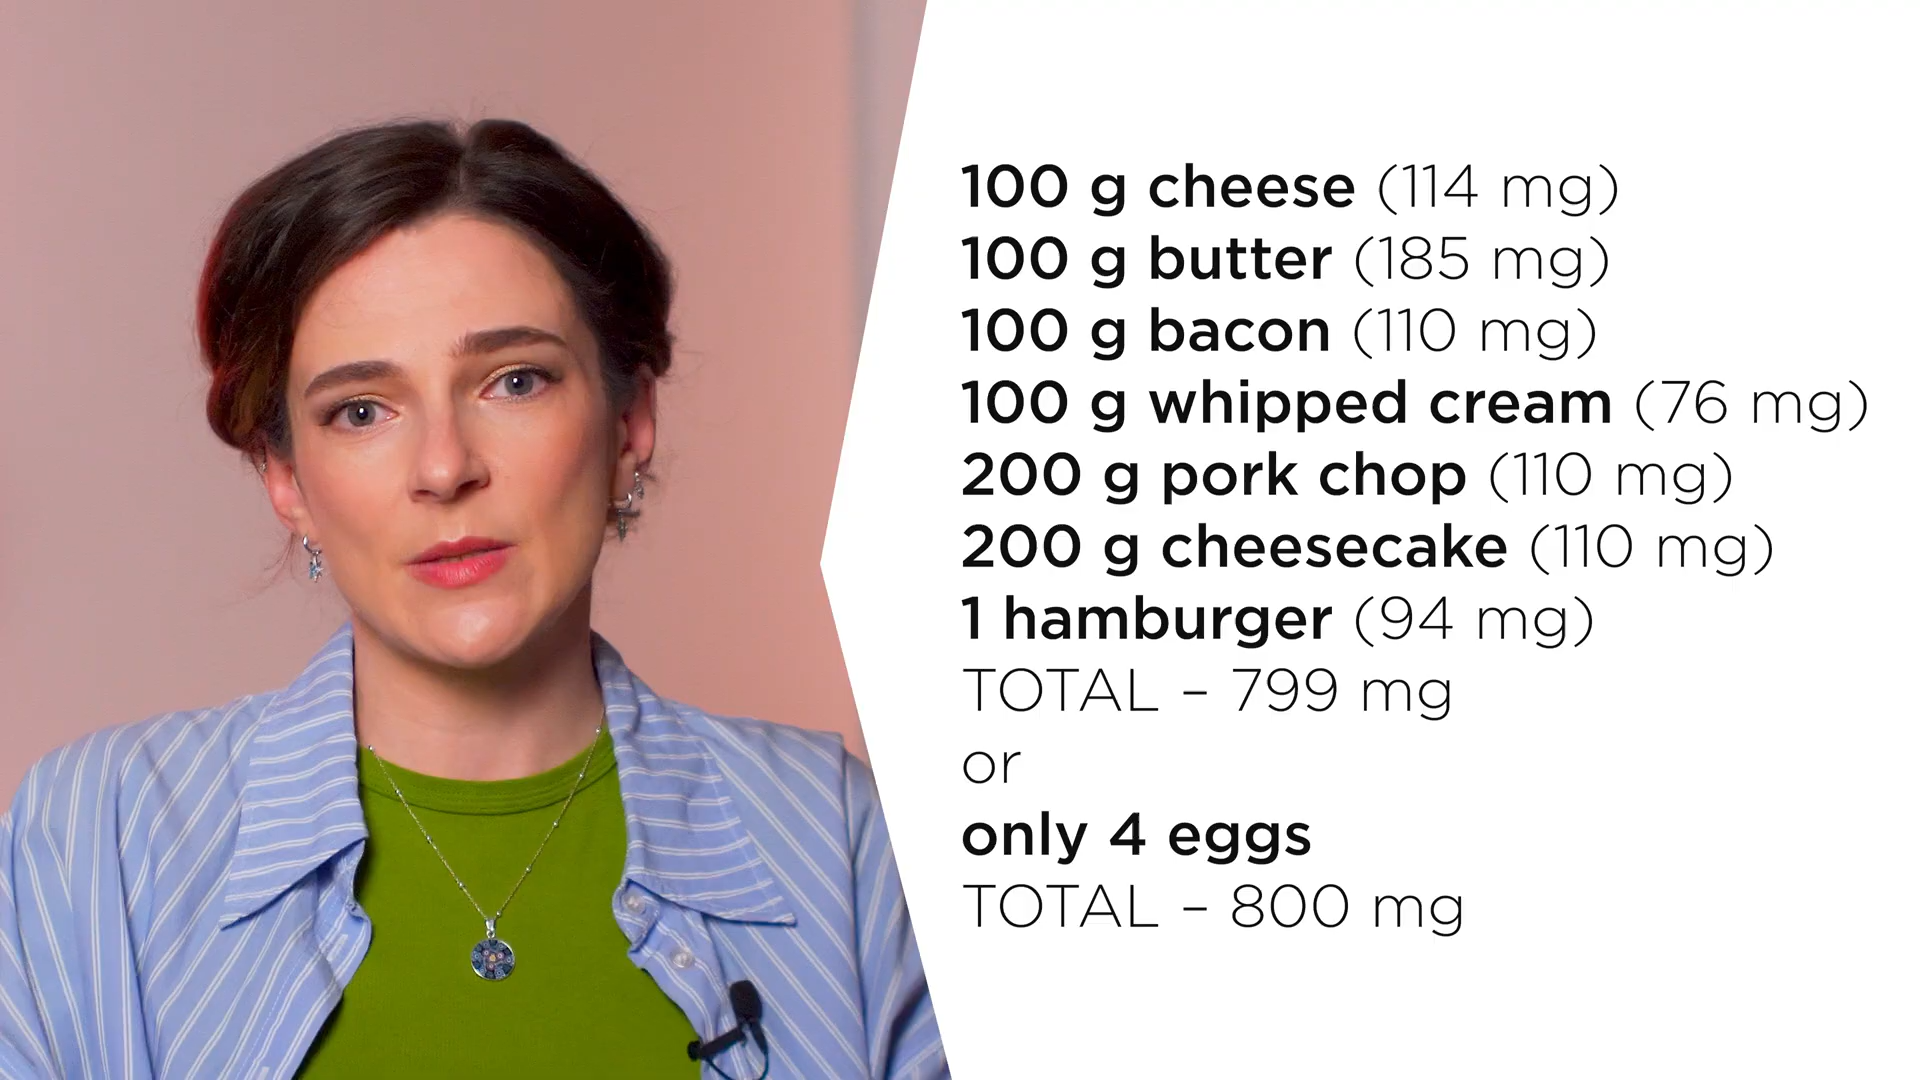 100 g cheese (114 mg)
100 g butter (185 mg)
100 g bacon (110 mg)
100 g whipped cream (76 mg)
200 g pork chop (110 mg)
200 g cheesecake (110 mg)
1 hamburger (94 mg)
TOTAL – 799 mg
or
only 4 eggs
TOTAL – 800 mg